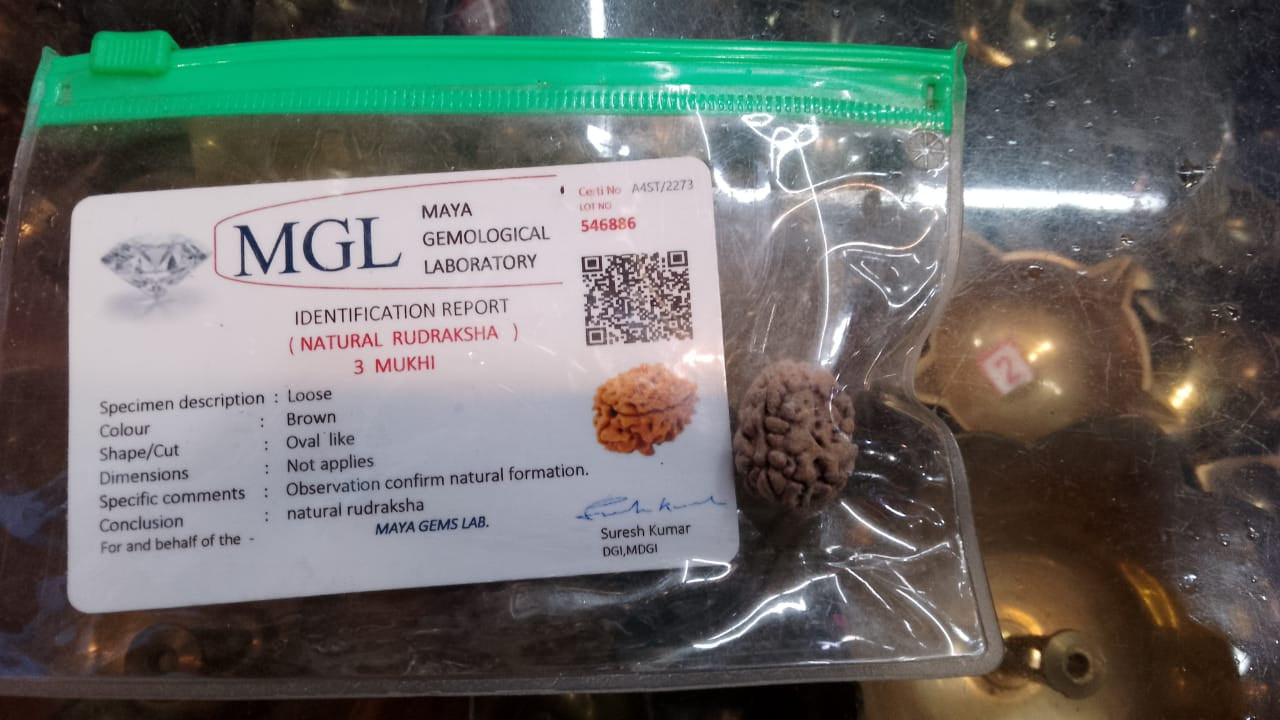 MGL
MAYA
GEMOLOGICAL
LABORATORY
Certi No A4ST/2273
LOT NO
546886
IDENTIFICATION REPORT
( NATURAL RUDRAKSHA )
3 MUKHI
Specimen description : Loose
Colour : Brown
Shape/Cut : Oval like
Dimensions : Not applies
Specific comments : Observation confirm natural formation.
Conclusion : natural rudraksha
For and behalf of the - MAYA GEMS LAB.
Suresh Kumar
DGI,MDGI
2